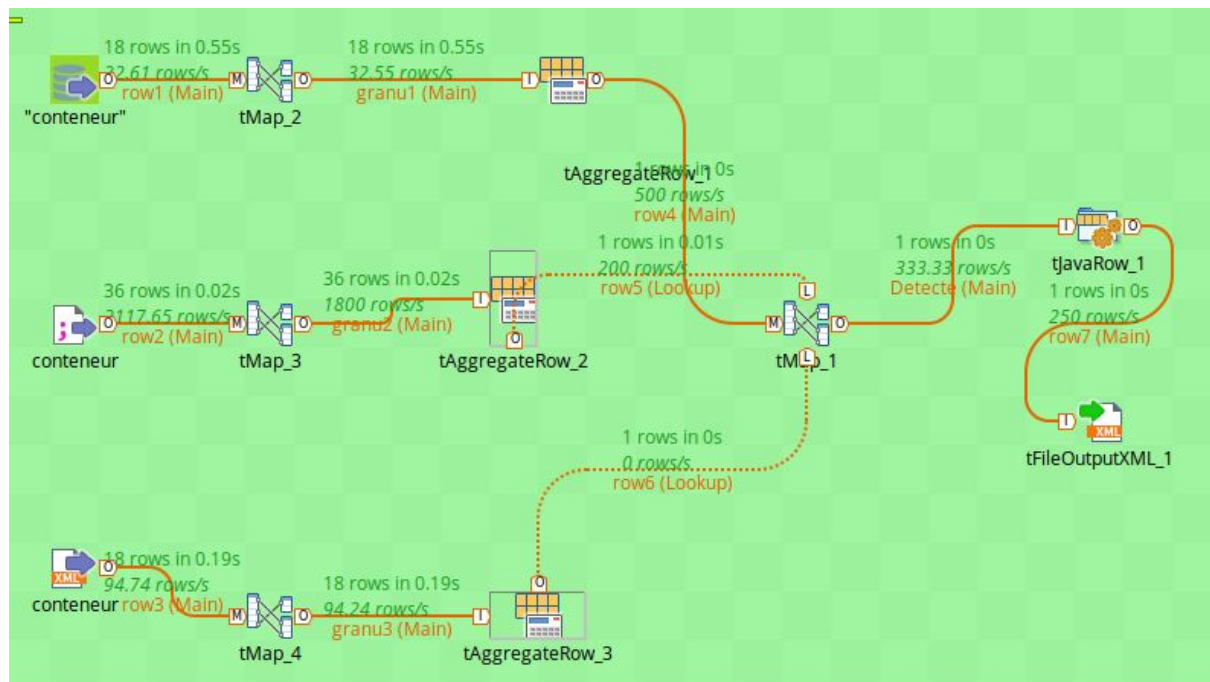 18 rows in 0.55s
32.61 rows/s
row1 (Main)
"conteneur"
tMap_2
18 rows in 0.55s
32.55 rows/s
granu1 (Main)
tAggregateRow_1
1 rows in 0s
500 rows/s
row4 (Main)
36 rows in 0.02s
2117.65 rows/s
row2 (Main)
conteneur
tMap_3
36 rows in 0.02s
1800 rows/s
granu2 (Main)
tAggregateRow_2
1 rows in 0.01s
200 rows/s
row5 (Lookup)
tMap_1
1 rows in 0s
333.33 rows/s
Detecte (Main)
tJavaRow_1
1 rows in 0s
250 rows/s
row7 (Main)
tFileOutputXML_1
1 rows in 0s
0 rows/s
row6 (Lookup)
XML
XML
18 rows in 0.19s
94.74 rows/s
conteneur
row3 (Main)
tMap_4
18 rows in 0.19s
94.24 rows/s
granu3 (Main)
tAggregateRow_3